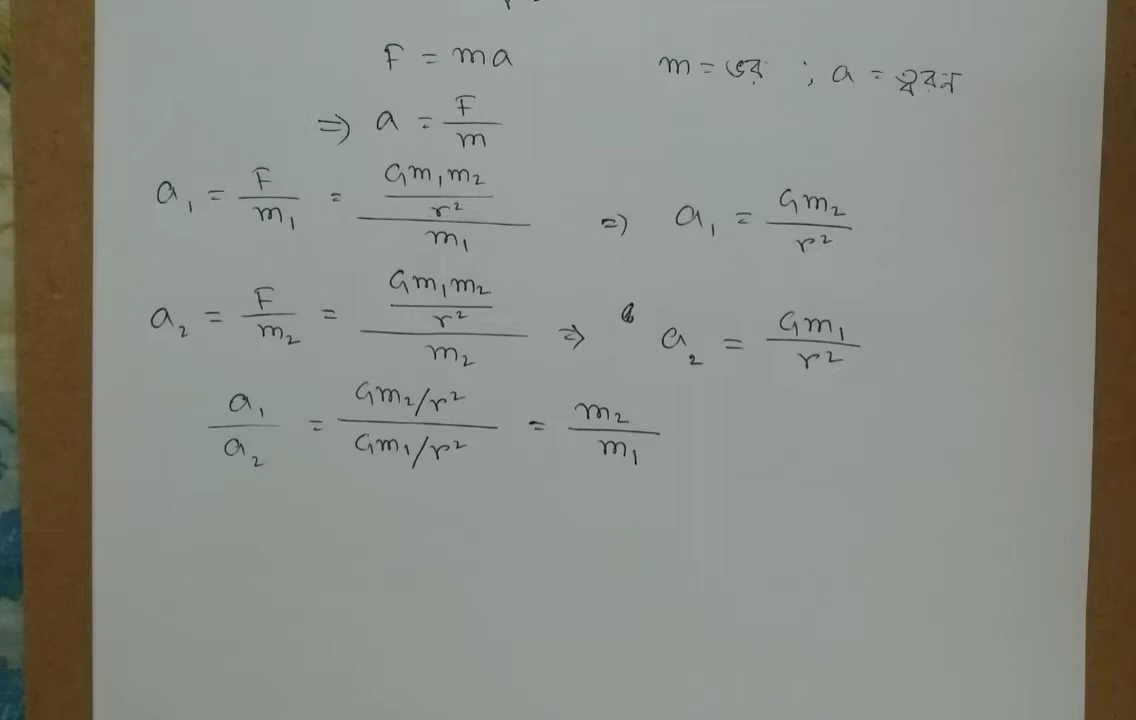 F = ma m = ভর ; a = ত্বরন
⇒ a = F/m
a₁ = F/m₁ = (Gm₁m₂/r²)/m₁ ⇒ a₁ = Gm₂/r²
a₂ = F/m₂ = (Gm₁m₂/r²)/m₂ ⇒ a₂ = Gm₁/r²
a₁/a₂ = (Gm₂/r²)/(Gm₁/r²) = m₂/m₁